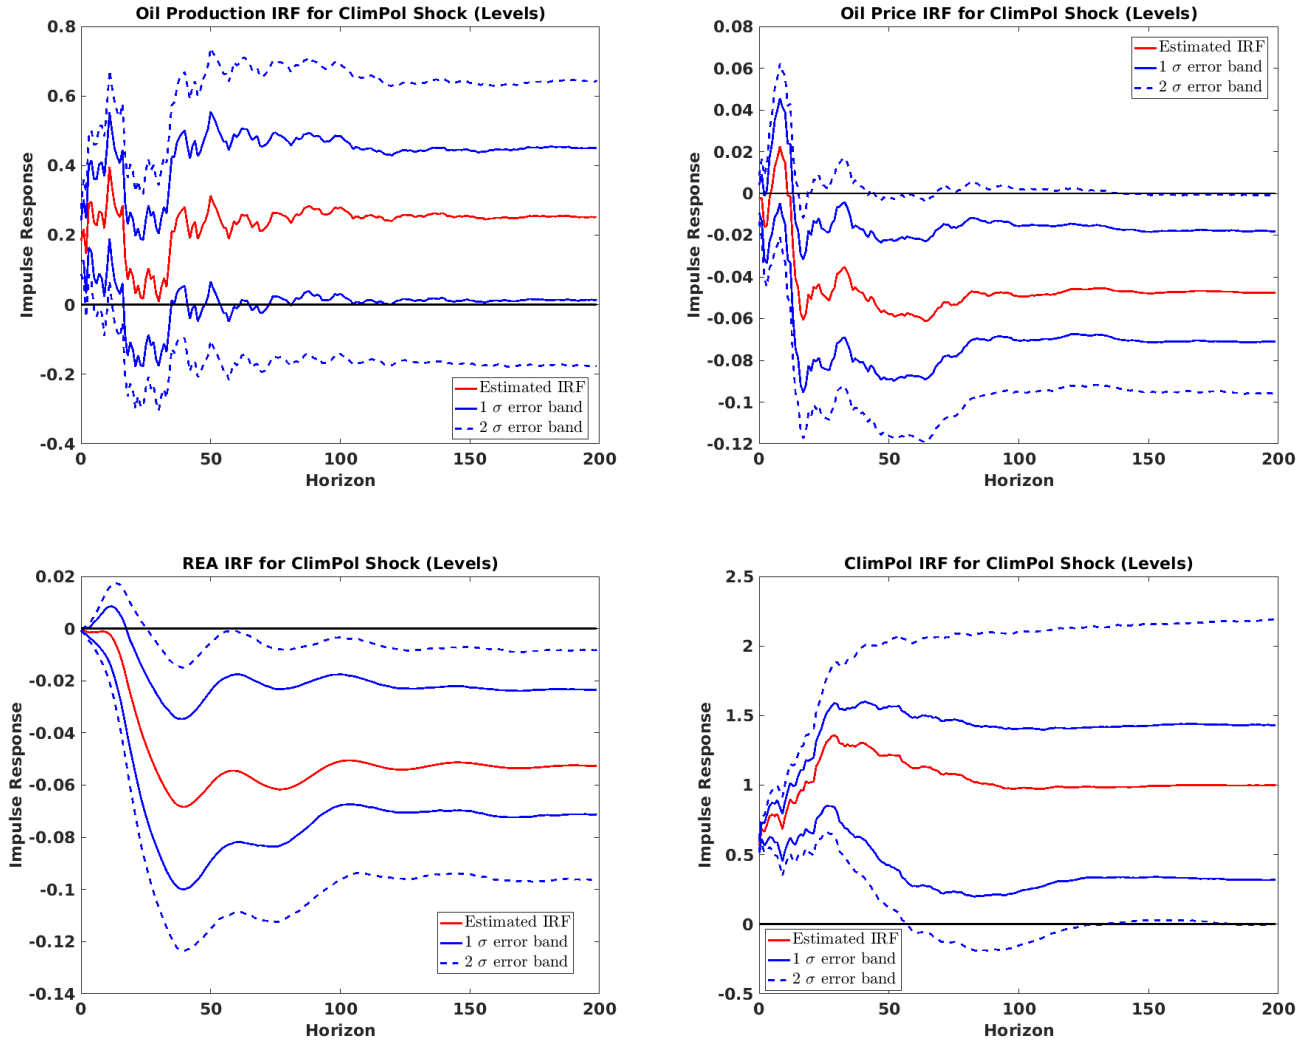 Oil Production IRF for ClimPol Shock (Levels)
0.8
0.6
0.4
0.2
0
-0.2
-0.4
Impulse Response
Estimated IRF
1 σ error band
2 σ error band
0 50 100 150 200
Horizon
Oil Price IRF for ClimPol Shock (Levels)
0.08
0.06
0.04
0.02
0
-0.02
-0.04
-0.06
-0.08
-0.1
-0.12
Impulse Response
Estimated IRF
1 σ error band
2 σ error band
0 50 100 150 200
Horizon
REA IRF for ClimPol Shock (Levels)
0.02
0
-0.02
-0.04
-0.06
-0.08
-0.1
-0.12
-0.14
Impulse Response
Estimated IRF
1 σ error band
2 σ error band
0 50 100 150 200
Horizon
ClimPol IRF for ClimPol Shock (Levels)
2.5
2
1.5
1
0.5
0
-0.5
Impulse Response
Estimated IRF
1 σ error band
2 σ error band
0 50 100 150 200
Horizon